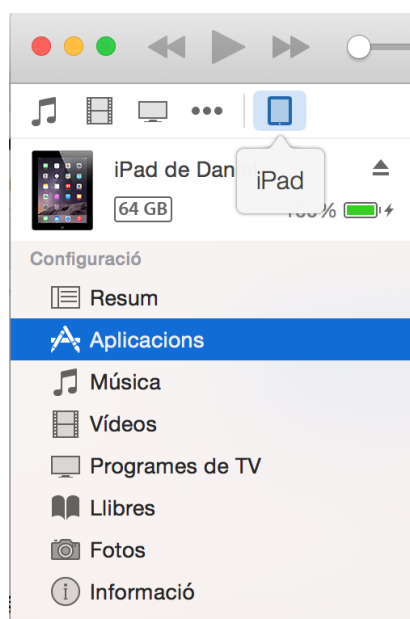 iPad de Dan
iPad
64 GB
Configuració
Resum
Aplicacions
Música
Vídeos
Programes de TV
Llibres
Fotos
Informació